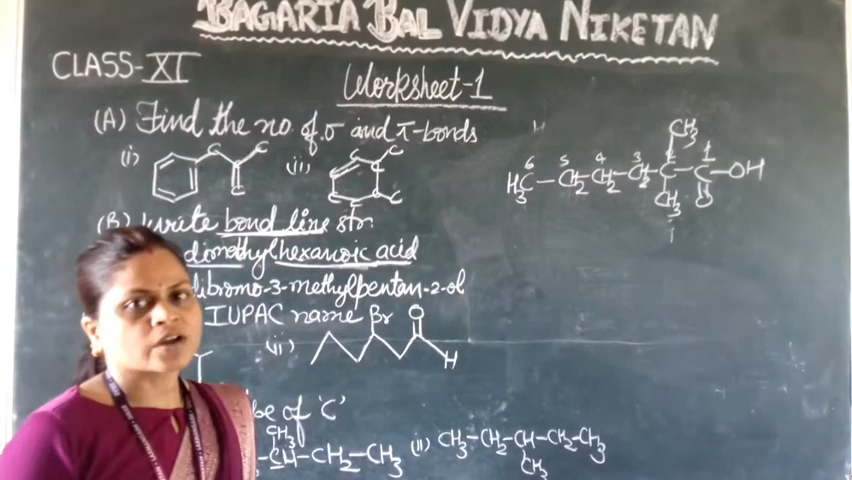 BAGARIA BAL VIDYA NIKETAN
CLASS-XI
Worksheet-1
(A) Find the no. of σ and π-bonds
(i) (ii)
(B) Write bond line str.
dimethylhexanoic acid
dibromo-3-methylpentan-2-ol
IUPAC name
(ii) Br O H
of 'C'
CH3
CH-CH2-CH3
(ii) CH3-CH2-CH-CH2-CH3
CH3
CH3
6 5 4 3 1
H3C-CH2-CH2-CH2-C-C-OH
CH3 O